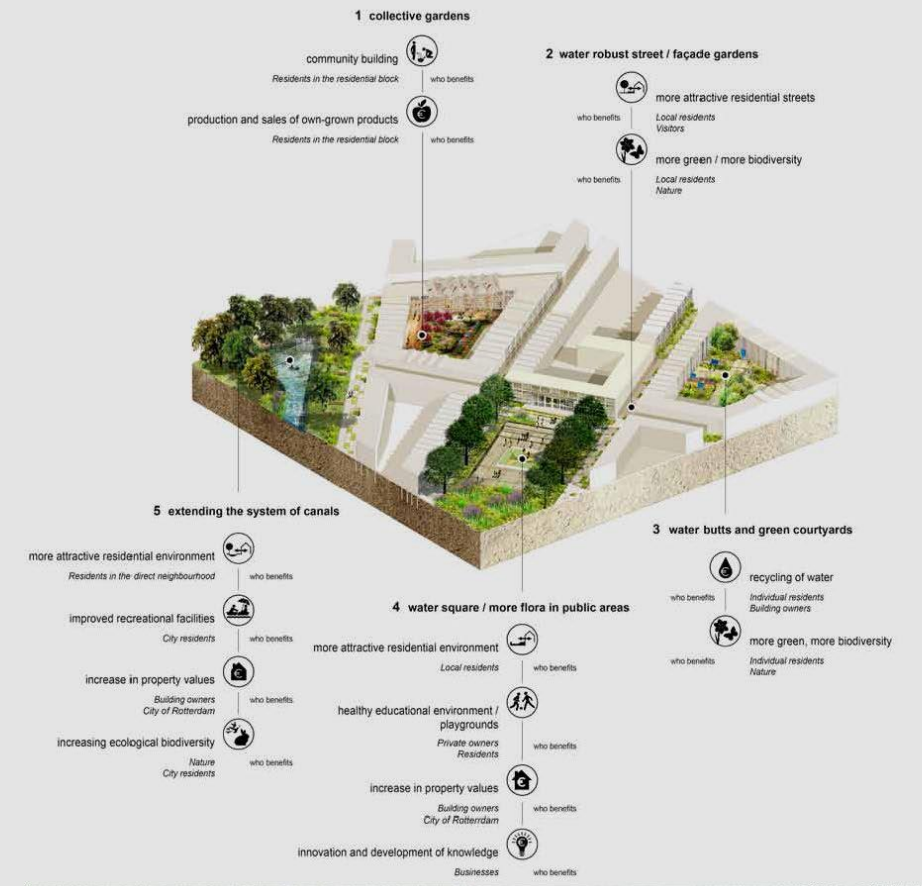 1 collective gardens
community building
Residents in the residential block who benefits
production and sales of own-grown products
Residents in the residential block who benefits
2 water robust street / façade gardens
more attractive residential streets
who benefits Local residents
Visitors
more green / more biodiversity
who benefits Local residents
Nature
5 extending the system of canals
more attractive residential environment
Residents in the direct neighbourhood who benefits
improved recreational facilities
City residents who benefits
increase in property values
Building owners who benefits
City of Rotterdam
increasing ecological biodiversity
Nature who benefits
City residents
4 water square / more flora in public areas
more attractive residential environment
Local residents who benefits
healthy educational environment /
playgrounds
Private owners who benefits
Residents
increase in property values
Building owners who benefits
City of Rotterrdam
innovation and development of knowledge
Businesses who benefits
3 water butts and green courtyards
recycling of water
who benefits Individual residents
Building owners
more green, more biodiversity
who benefits Individual residents
Nature